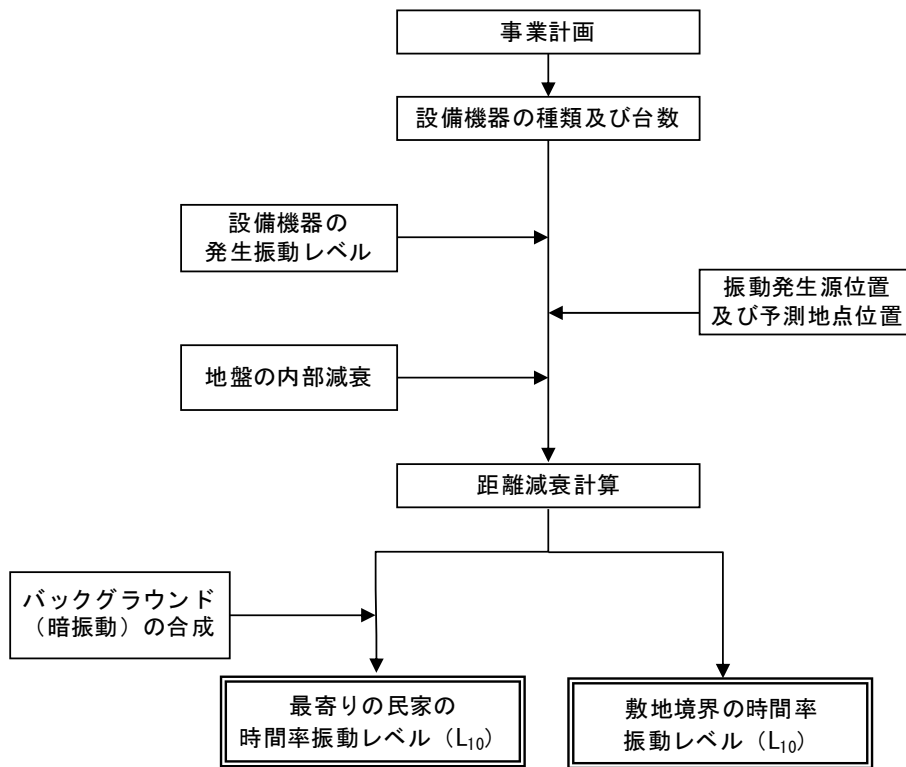 事業計画
設備機器の種類及び台数
設備機器の
発生振動レベル
振動発生源位置
及び予測地点位置
地盤の内部減衰
距離減衰計算
バックグラウンド
（暗振動）の合成
最寄りの民家の
時間率振動レベル（L10）
敷地境界の時間率
振動レベル（L10）